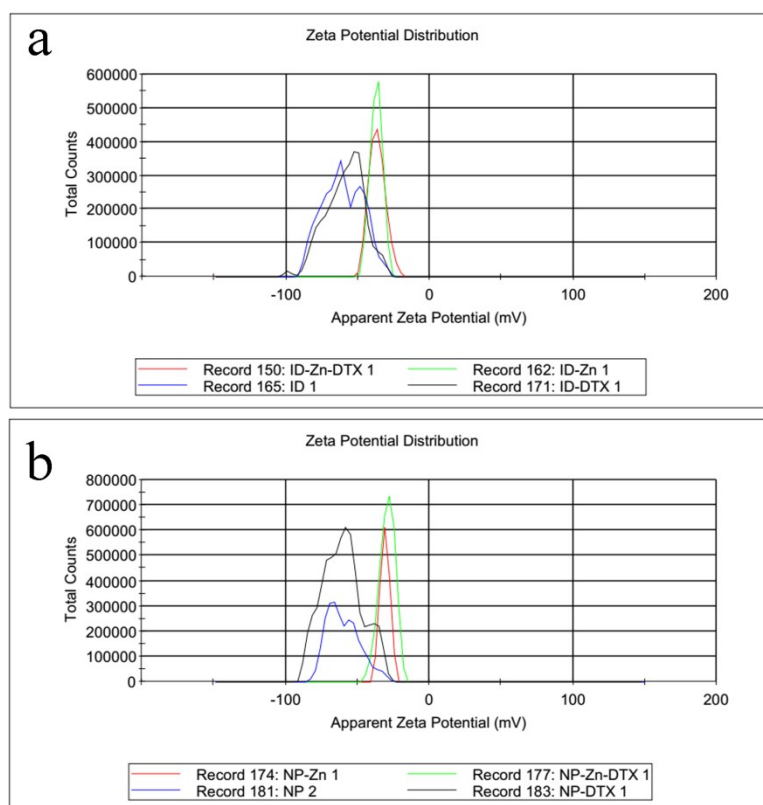 a
Zeta Potential Distribution
600000
500000
400000
300000
200000
100000
0
Total Counts
-100 0 100 200
Apparent Zeta Potential (mV)
Record 150: ID-Zn-DTX 1 Record 162: ID-Zn 1
Record 165: ID 1 Record 171: ID-DTX 1
b
Zeta Potential Distribution
800000
700000
600000
500000
400000
300000
200000
100000
0
Total Counts
-100 0 100 200
Apparent Zeta Potential (mV)
Record 174: NP-Zn 1 Record 177: NP-Zn-DTX 1
Record 181: NP 2 Record 183: NP-DTX 1